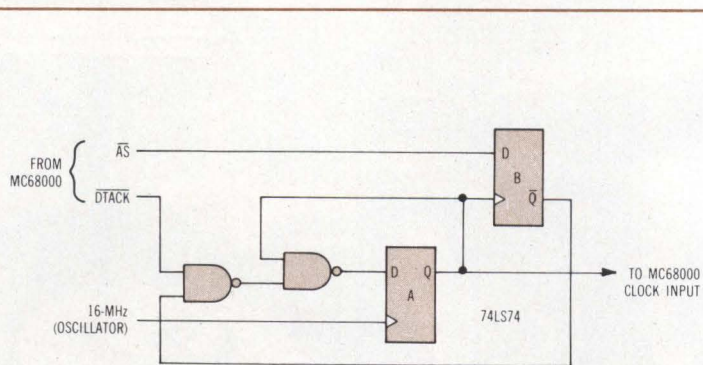 FROM
MC68000
AS
DTACK
16-MHz
(OSCILLATOR)
D
A
Q
D
B
Q
74LS74
TO MC68000
CLOCK INPUT